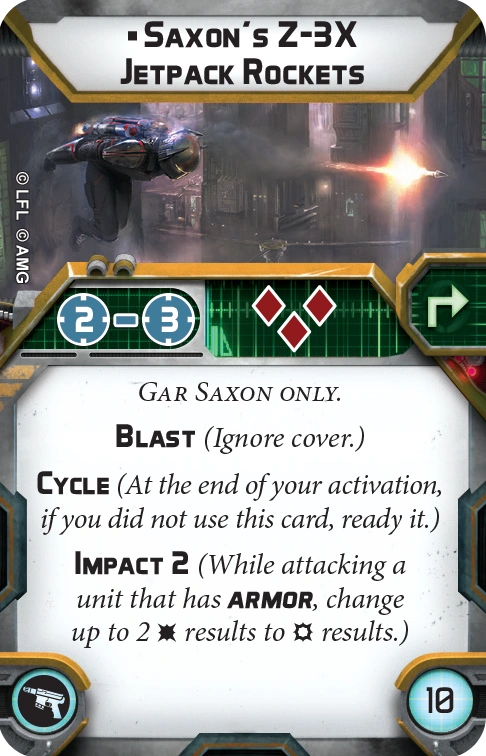 ▪Saxon´s Z-3X
Jetpack Rockets
©LFL ©AMG
2-3
Gar Saxon only.
Blast (Ignore cover.)
Cycle (At the end of your activation,
if you did not use this card, ready it.)
Impact 2 (While attacking a
unit that has ARMOR, change
up to 2 results to results.)
10